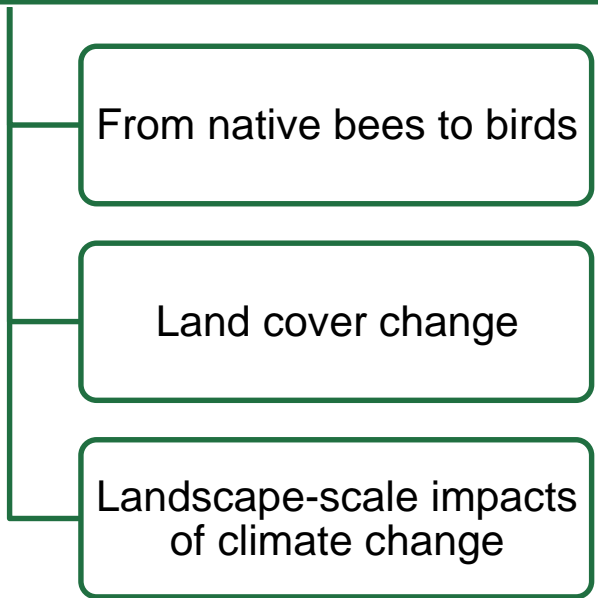 From native bees to birds
Land cover change
Landscape-scale impacts
of climate change